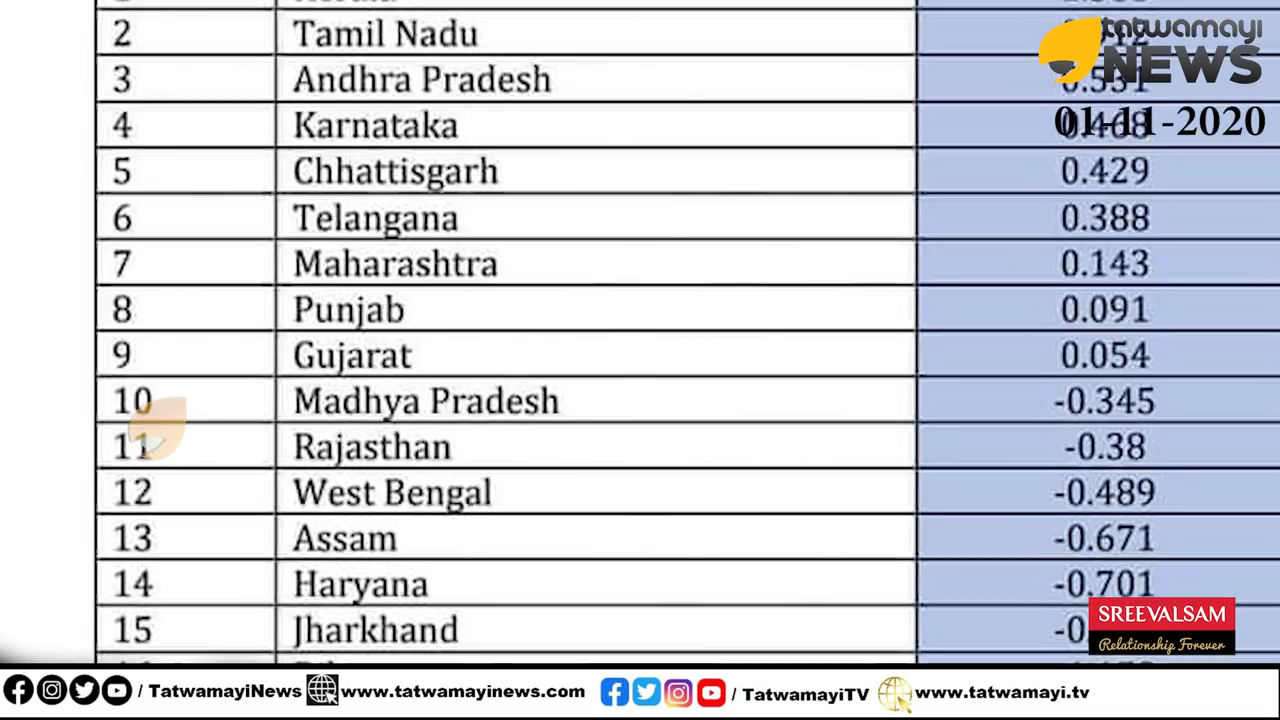 2 Tamil Nadu
tatwamayi
NEWS
3 Andhra Pradesh 0.531
4 Karnataka 0.468
01-11-2020
5 Chhattisgarh 0.429
6 Telangana 0.388
7 Maharashtra 0.143
8 Punjab 0.091
9 Gujarat 0.054
10 Madhya Pradesh -0.345
11 Rajasthan -0.38
12 West Bengal -0.489
13 Assam -0.671
14 Haryana -0.701
15 Jharkhand
SREEVALSAM
Relationship Forever
/ TatwamayiNews www.tatwamayinews.com / TatwamayiTV www.tatwamayi.tv